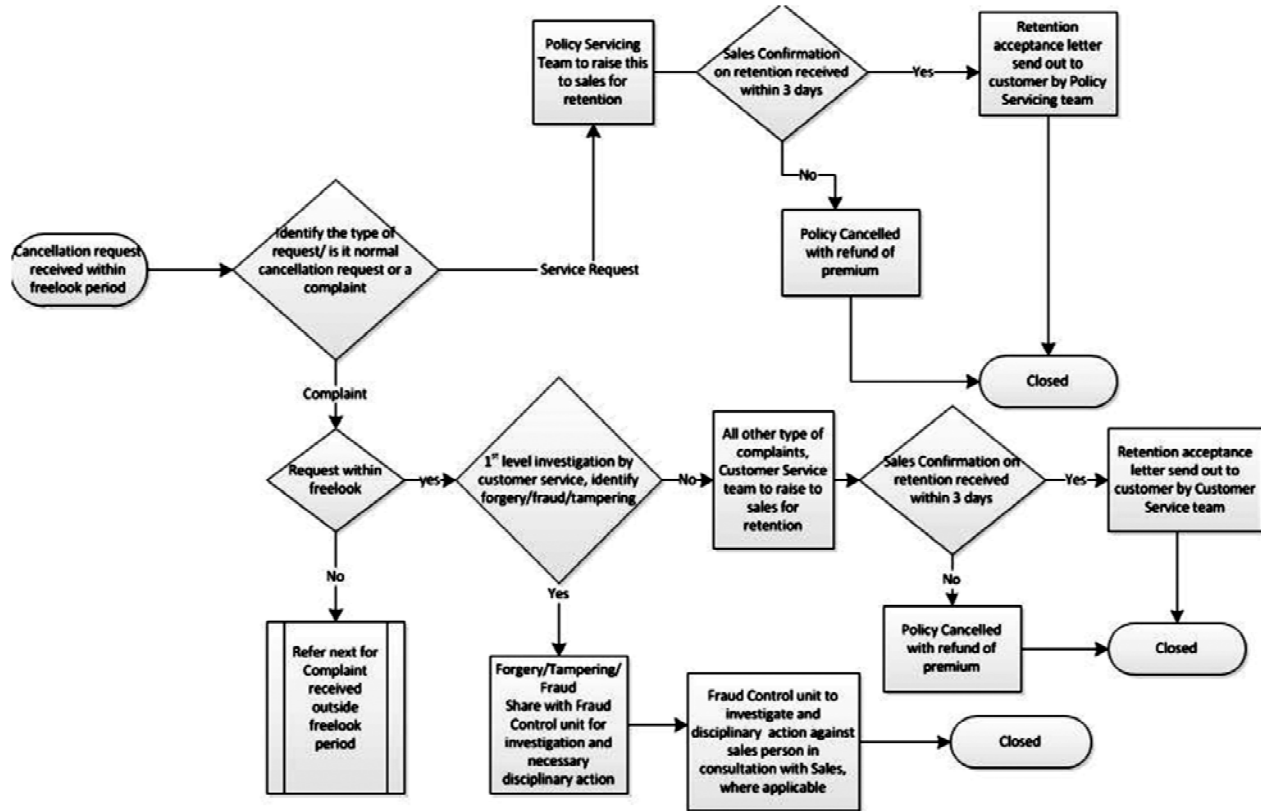 Policy Servicing
Team to raise this
to sales for
retention
Sales Confirmation
on retention received
within 3 days
Yes
Retention
acceptance letter
send out to
customer by Policy
Servicing team
No
Policy Cancelled
with refund of
premium
Closed
Cancellation request
received within
freelook period
Identify the type of
request/ is it normal
cancellation request or a
complaint
Service Request
Complaint
Request within
freelook
yes
1st level investigation by
customer service, identify
forgery/fraud/tampering
No
All other type of
complaints,
Customer Service
team to raise to
sales for
retention
Sales Confirmation on
retention received
within 3 days
Yes
Retention acceptance
letter send out to
customer by Customer
Service team
No
Policy Cancelled
with refund of
premium
Closed
No
Refer next for
Complaint
received
outside
freelook
period
Yes
Forgery/Tampering/
Fraud
Share with Fraud
Control unit for
investigation and
necessary
disciplinary action
Fraud Control unit to
investigate and
disciplinary action against
sales person in
consultation with Sales,
where applicable
Closed